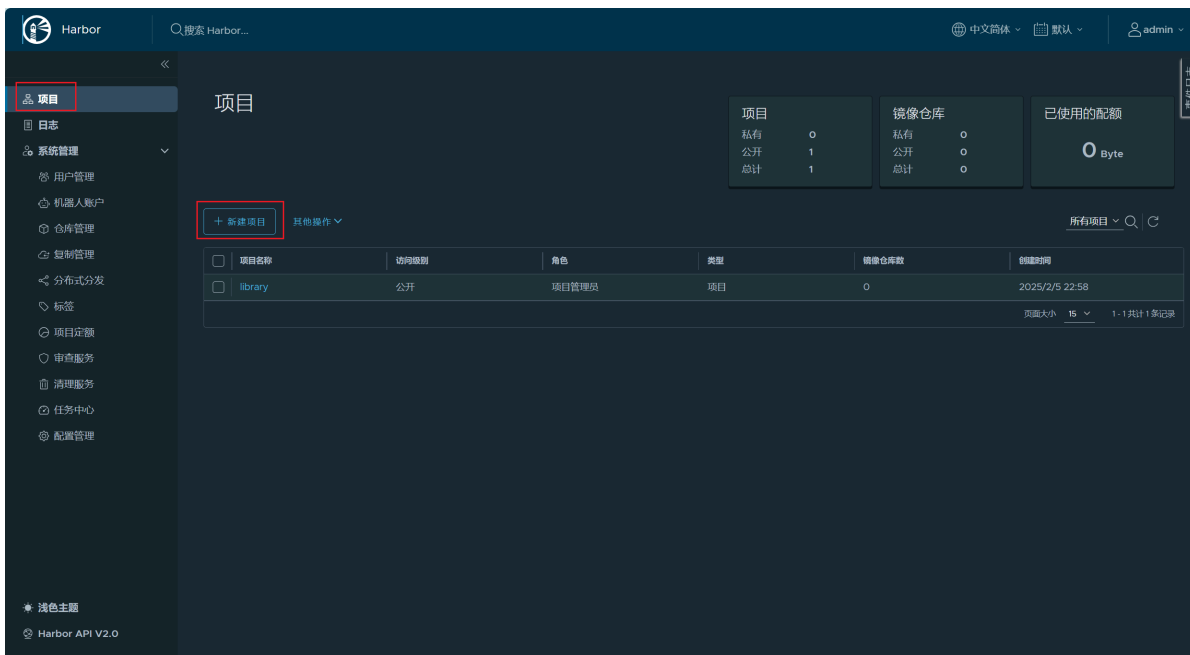 Harbor
搜索 Harbor...
中文简体
默认
admin
项目
日志
系统管理
用户管理
机器人账户
仓库管理
复制管理
分布式分发
标签
项目定额
审查服务
清理服务
任务中心
配置管理
浅色主题
Harbor API V2.0
项目
项目
私有 0
公开 1
总计 1
镜像仓库
私有 0
公开 0
总计 0
已使用的配额
0 Byte
新建项目 其他操作
所有项目
项目名称 访问级别 角色 类型 镜像仓库数 创建时间
library 公开 项目管理员 项目 0 2025/2/5 22:58
页面大小 15 1 - 1 共计 1 条记录